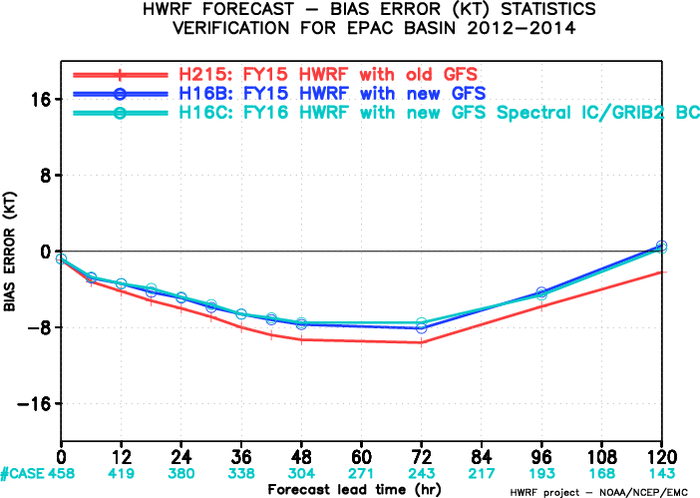 HWRF FORECAST – BIAS ERROR (KT) STATISTICS
VERIFICATION FOR EPAC BASIN 2012–2014
H215: FY15 HWRF with old GFS
H16B: FY15 HWRF with new GFS
H16C: FY16 HWRF with new GFS Spectral IC/GRIB2 BC
16
8
0
−8
−16
BIAS ERROR (KT)
0 12 24 36 48 60 72 84 96 108 120
#CASE 458 419 380 338 304 271 243 217 193 168 143
Forecast lead time (hr)
HWRF project – NOAA/NCEP/EMC